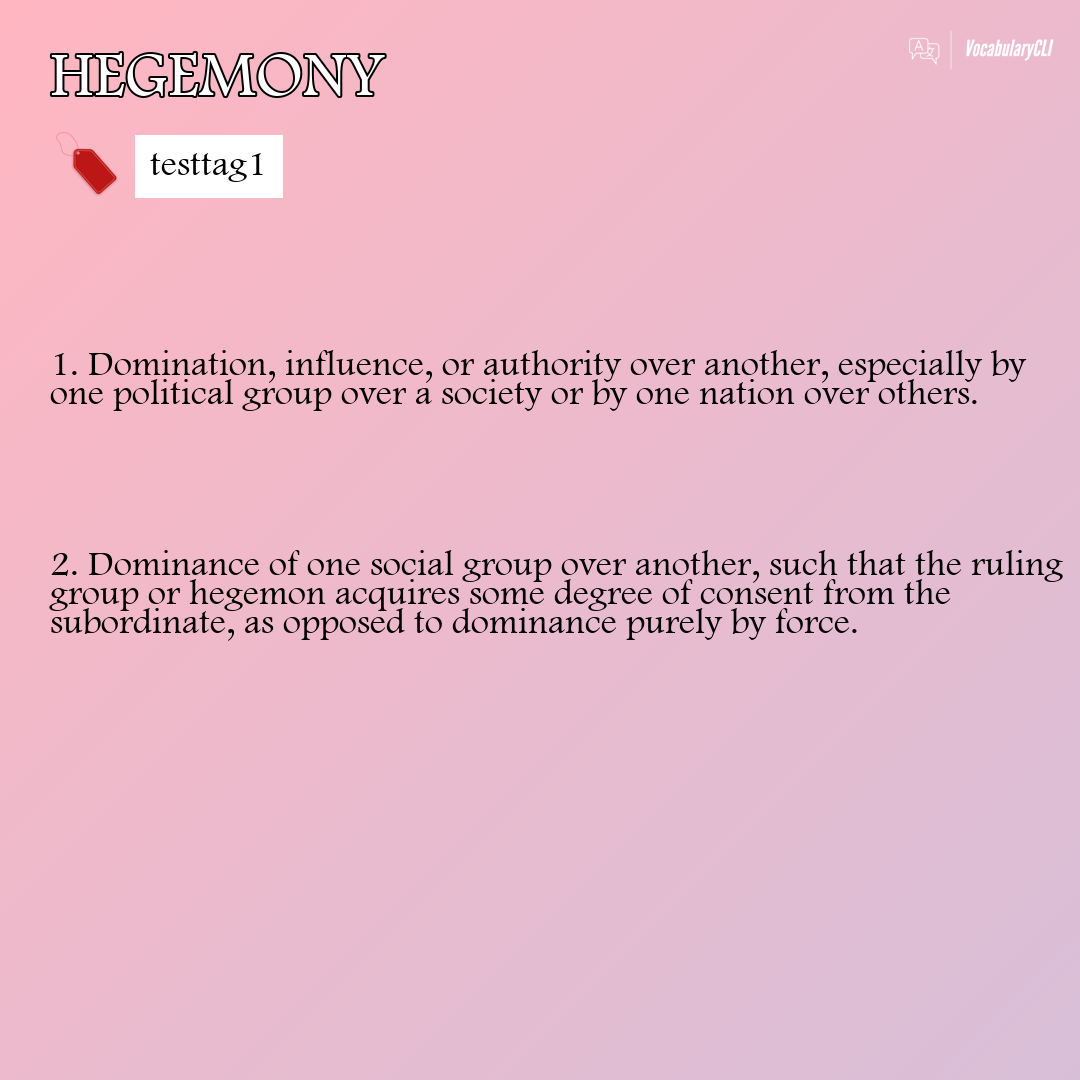 HEGEMONY
VocabularyCLI
testtag1
1. Domination, influence, or authority over another, especially by
one political group over a society or by one nation over others.
2. Dominance of one social group over another, such that the ruling
group or hegemon acquires some degree of consent from the
subordinate, as opposed to dominance purely by force.